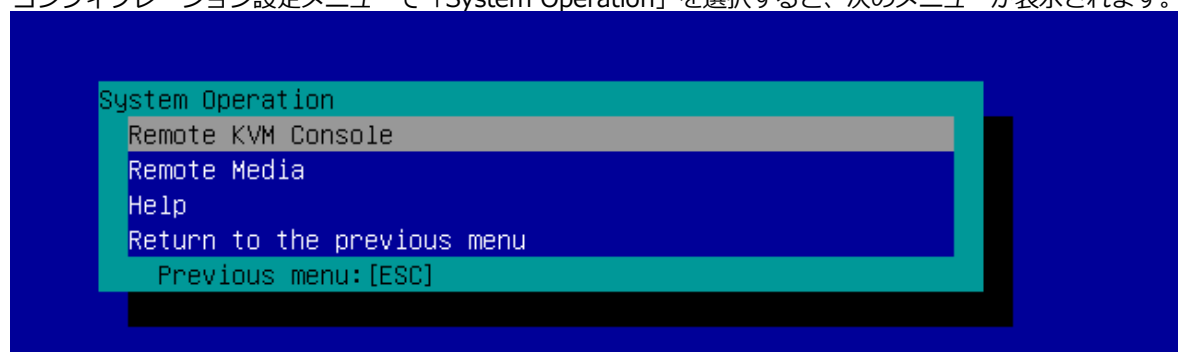 コンフィグレーション設定メニューで「System Operation」を選択すると、次のメニューが表示されます。
System Operation
Remote KVM Console
Remote Media
Help
Return to the previous menu
Previous menu:[ESC]